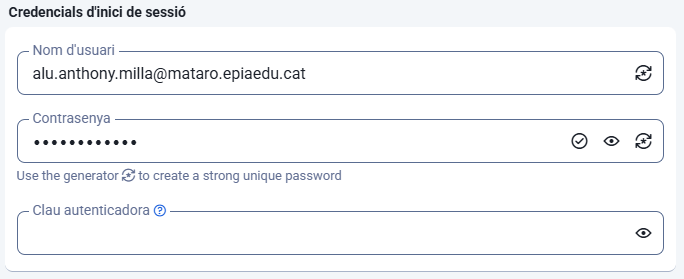 Credencials d'inici de sessió
Nom d'usuari
alu.anthony.milla@mataro.epiaedu.cat
Contrasenya
••••••••••••
Use the generator to create a strong unique password
Clau autenticadora